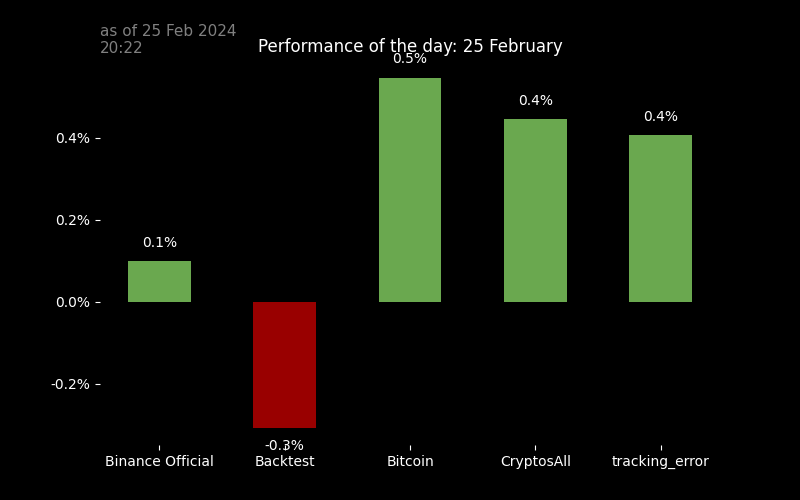 as of 25 Feb 2024
20:22
Performance of the day: 25 February
0.5%
0.4%
0.4%
0.4%
0.2%
0.1%
0.0%
-0.2%
-0.3%
Binance Official
Backtest
Bitcoin
CryptosAll
tracking_error